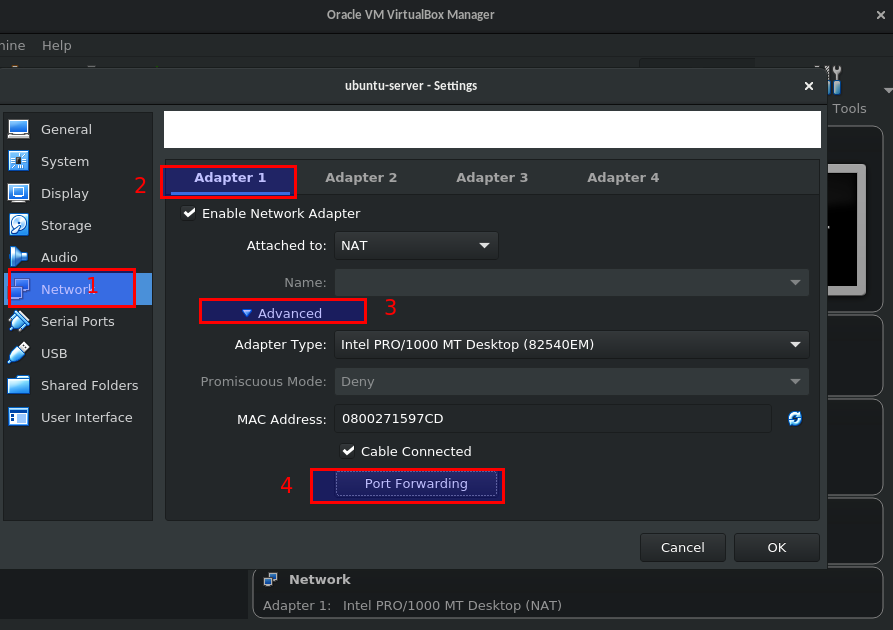 Oracle VM VirtualBox Manager
Help
ubuntu-server - Settings
Tools
General
System
Display
Storage
Audio
Network
Serial Ports
USB
Shared Folders
User Interface
1
2
Adapter 1 Adapter 2 Adapter 3 Adapter 4
Enable Network Adapter
Attached to: NAT
Name:
Advanced 3
Adapter Type: Intel PRO/1000 MT Desktop (82540EM)
Promiscuous Mode: Deny
MAC Address: 0800271597CD
Cable Connected
4 Port Forwarding
Cancel OK
Network
Adapter 1: Intel PRO/1000 MT Desktop (NAT)